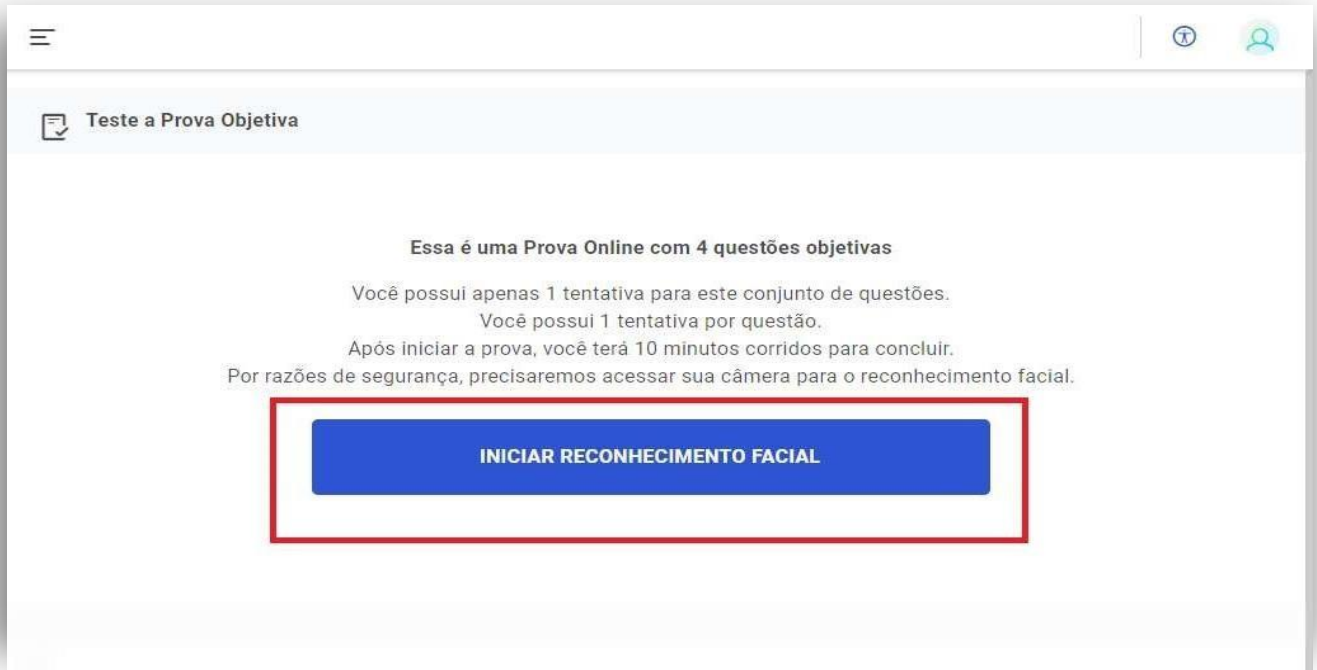 Teste a Prova Objetiva
Essa é uma Prova Online com 4 questões objetivas
Você possui apenas 1 tentativa para este conjunto de questões.
Você possui 1 tentativa por questão.
Após iniciar a prova, você terá 10 minutos corridos para concluir.
Por razões de segurança, precisaremos acessar sua câmera para o reconhecimento facial.
INICIAR RECONHECIMENTO FACIAL